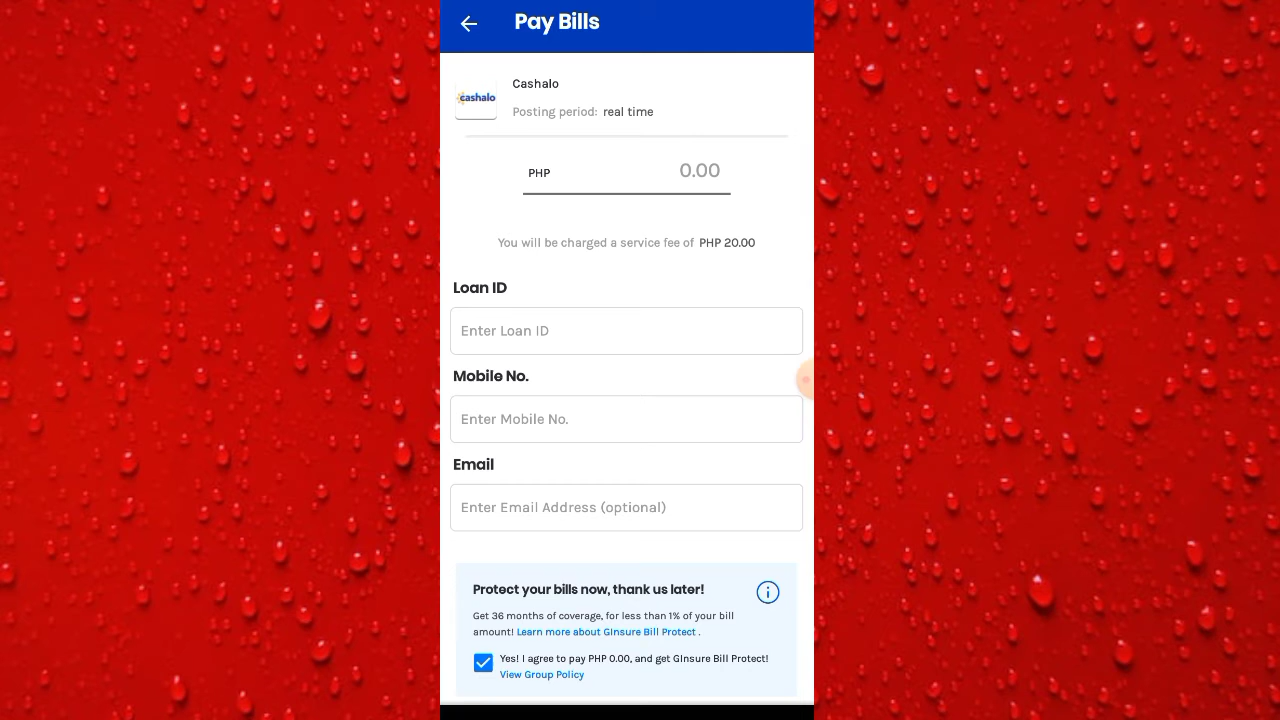 Pay Bills
cashalo
Cashalo
Posting period: real time
PHP 0.00
You will be charged a service fee of PHP 20.00
Loan ID
Enter Loan ID
Mobile No.
Enter Mobile No.
Email
Enter Email Address (optional)
Protect your bills now, thank us later!
Get 36 months of coverage, for less than 1% of your bill
amount! Learn more about GInsure Bill Protect .
Yes! I agree to pay PHP 0.00, and get GInsure Bill Protect!
View Group Policy